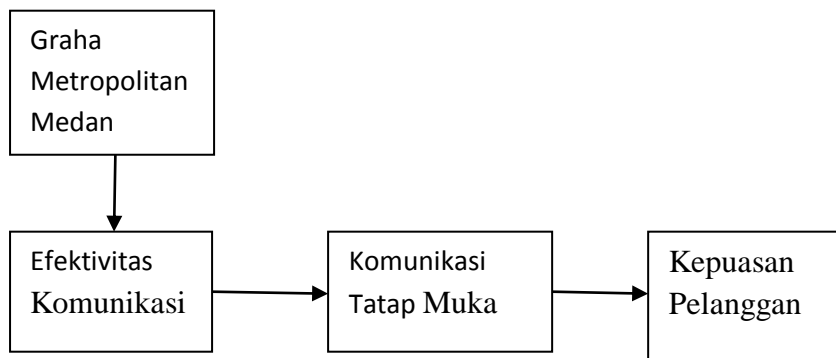 Graha
Metropolitan
Medan
Efektivitas
Komunikasi
Komunikasi
Tatap Muka
Kepuasan
Pelanggan